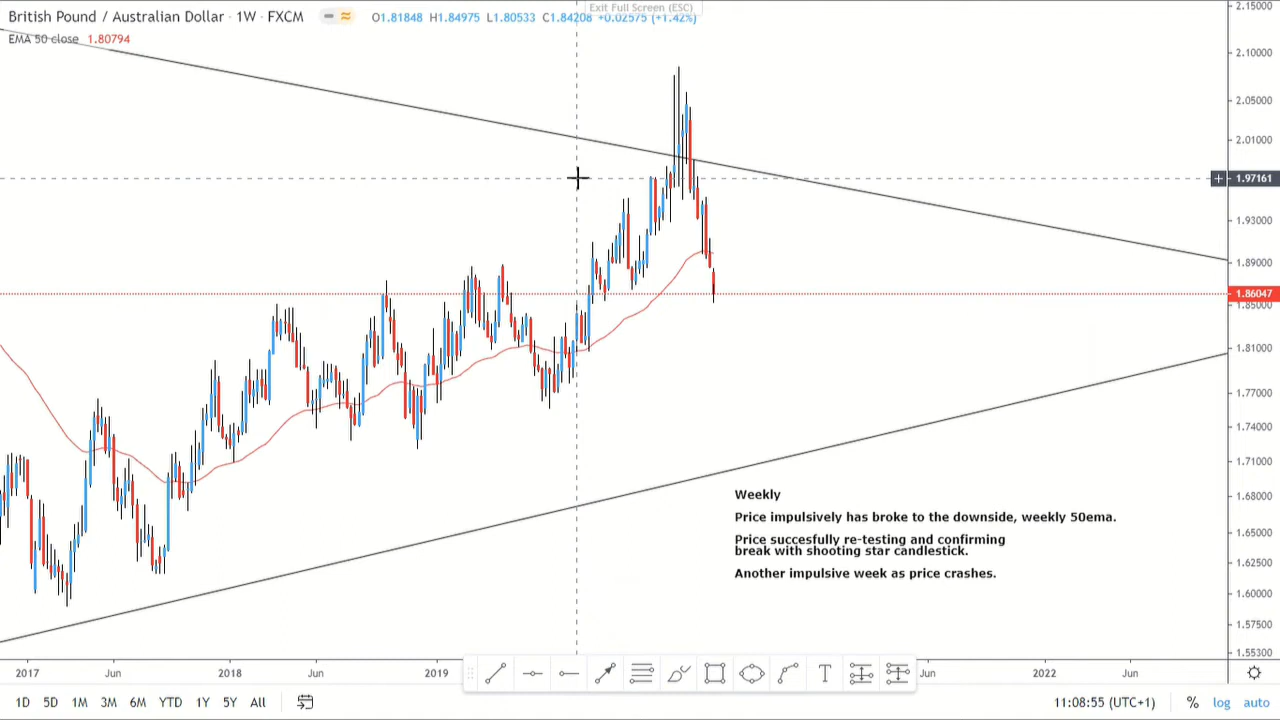 Exit Full Screen (ESC)
British Pound / Australian Dollar · 1W · FXCM
O1.81848 H1.84975 L1.80533 C1.84208 +0.02575 (+1.42%)
EMA 50 close 1.80794
2.15000
2.10000
2.05000
2.01000
1.97161
1.93000
1.89000
1.86047
1.85000
1.81000
1.77000
1.74000
1.71000
1.68000
1.65000
1.62500
1.60000
1.57500
1.55300
Weekly
Price impulsively has broke to the downside, weekly 50ema.
Price succesfully re-testing and confirming
break with shooting star candlestick.
Another impulsive week as price crashes.
2017 Jun 2018 Jun 2019 Jun 2022 Jun
1D 5D 1M 3M 6M YTD 1Y 5Y All
11:08:55 (UTC+1) % log auto